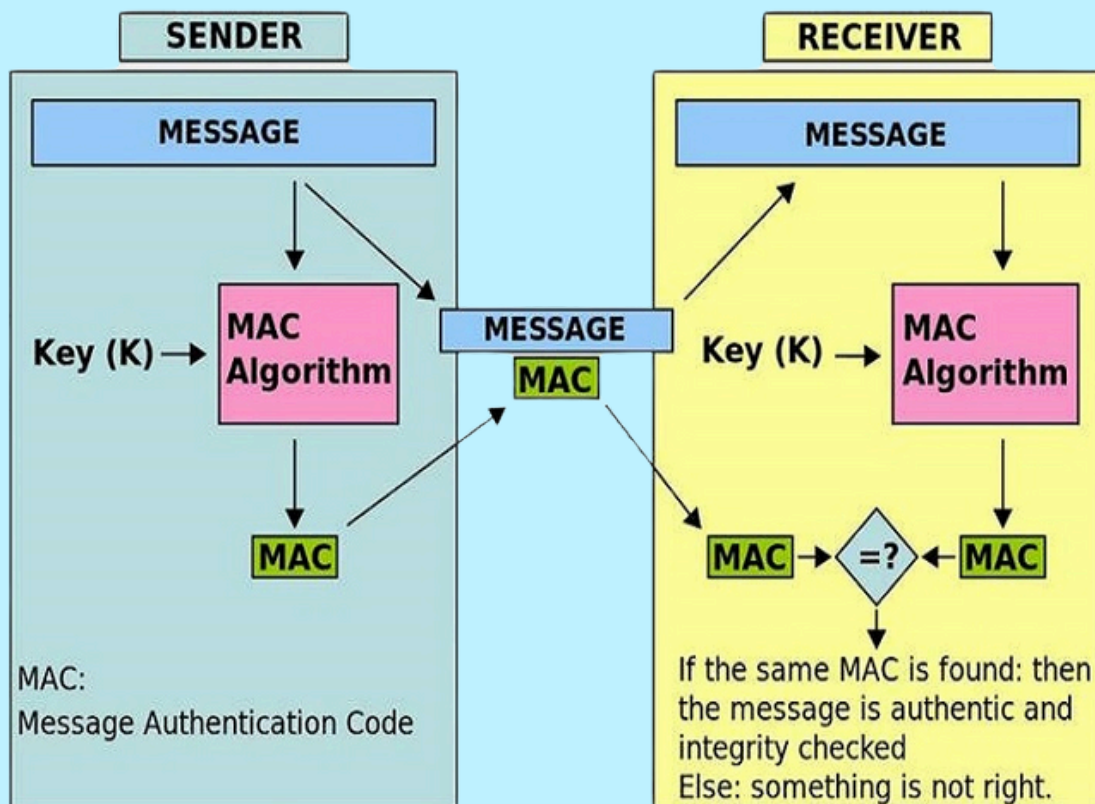 SENDER
MESSAGE
Key (K)
MAC
Algorithm
MAC
MAC:
Message Authentication Code
MESSAGE
MAC
RECEIVER
MESSAGE
Key (K)
MAC
Algorithm
MAC
=?
MAC
If the same MAC is found: then
the message is authentic and
integrity checked
Else: something is not right.